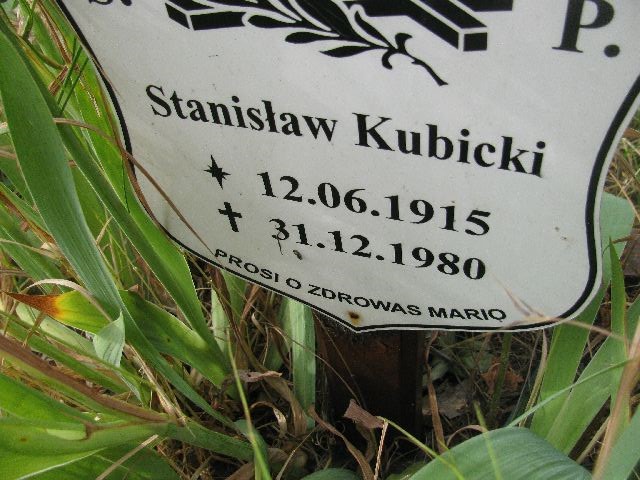 S. P.
Stanisław Kubicki
12.06.1915
31.12.1980
PROSI O ZDROWAS MARIO